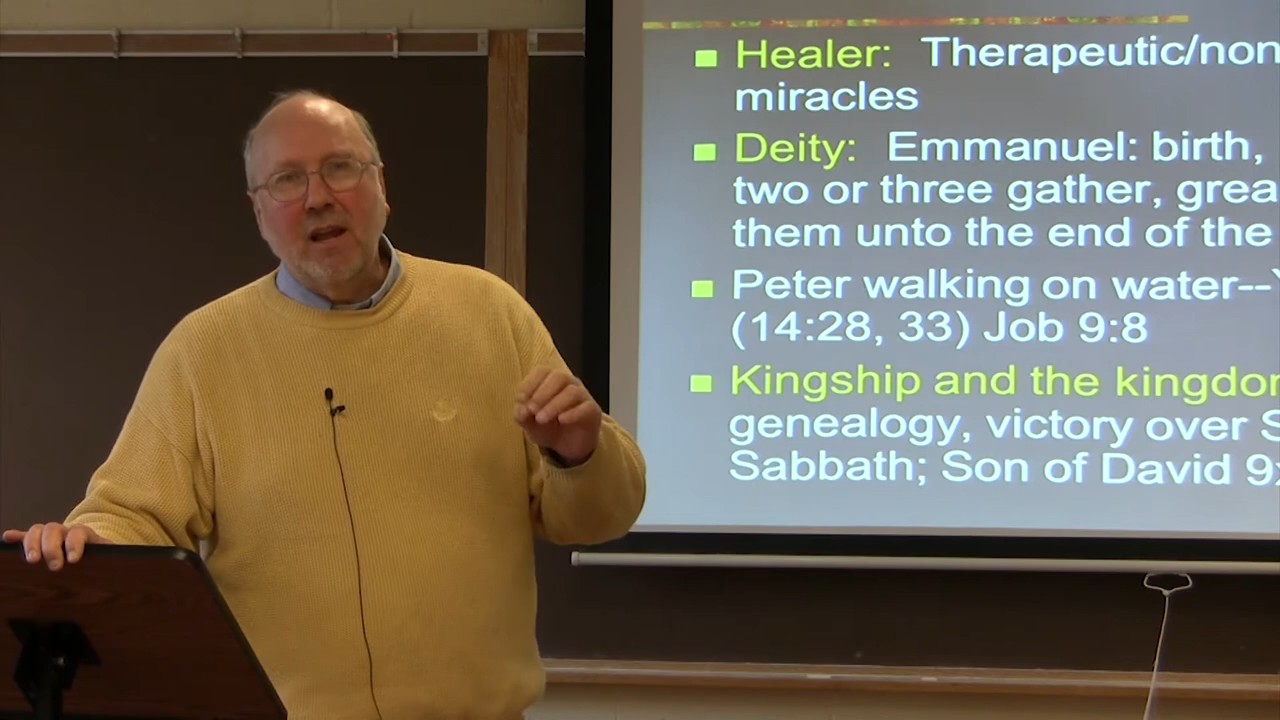 Healer: Therapeutic/non
miracles
Deity: Emmanuel: birth,
two or three gather, grea
them unto the end of the
Peter walking on water--
(14:28, 33) Job 9:8
Kingship and the kingdo
genealogy, victory over S
Sabbath; Son of David 9x